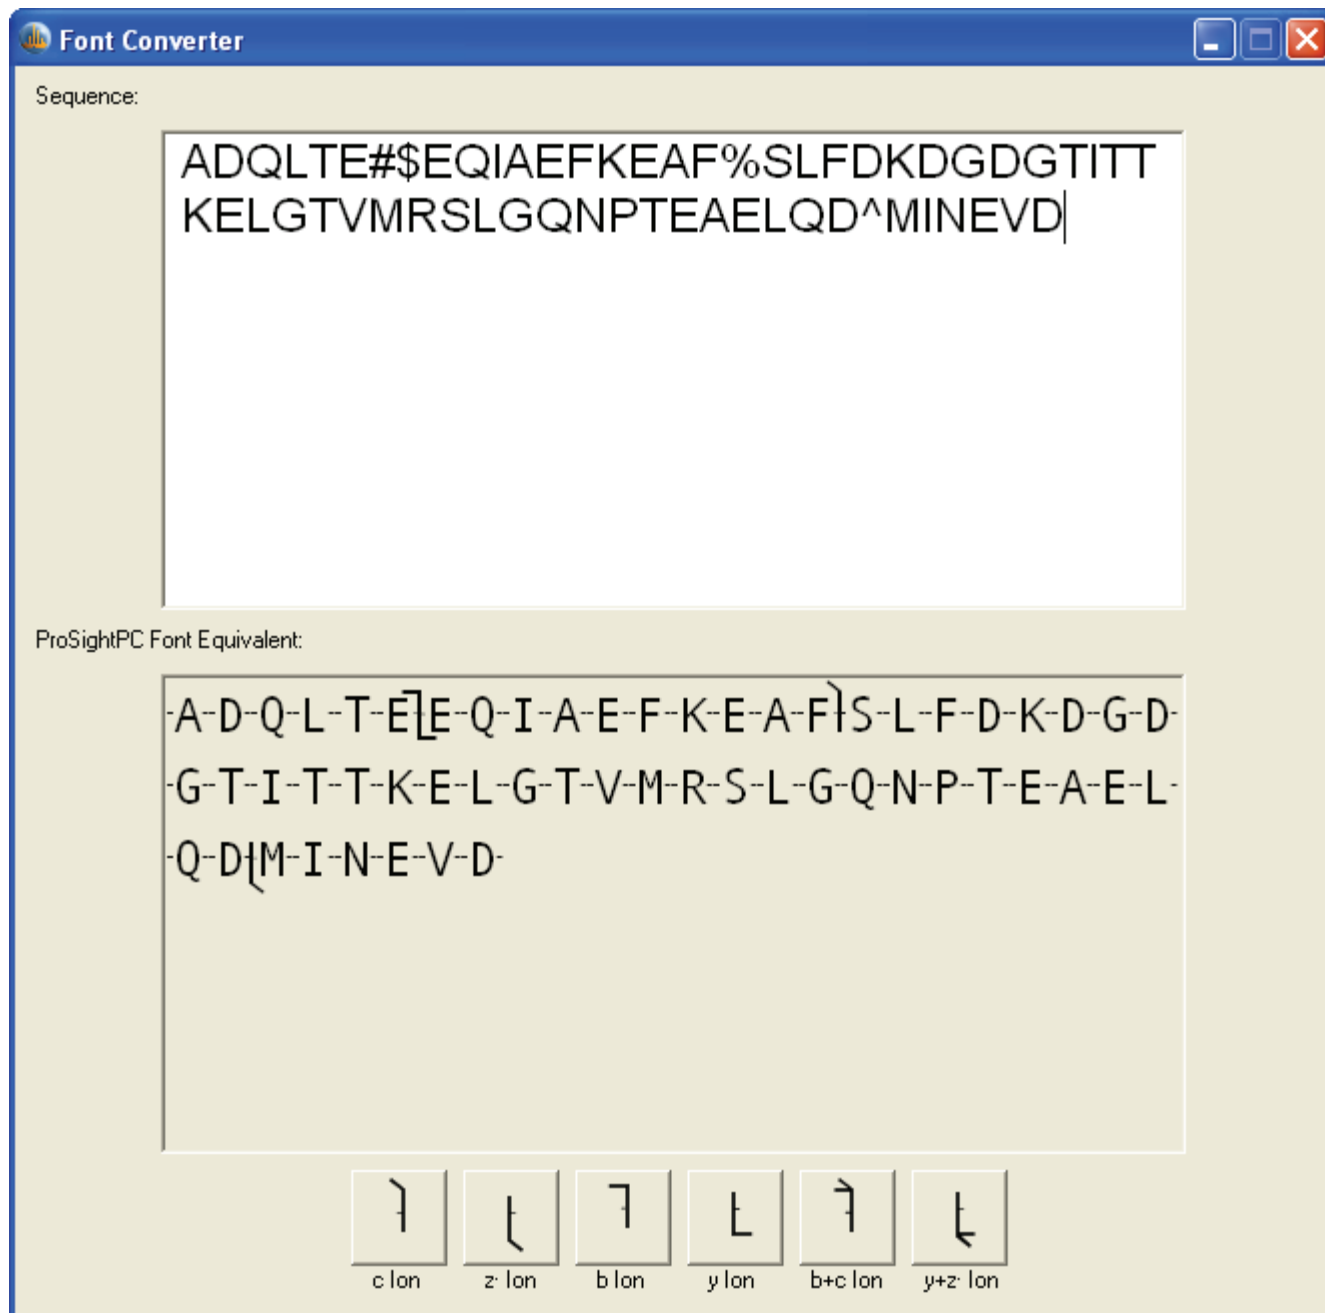 Font Converter
Sequence:
ADQLTE#$EQIAEFKEAF%SLFDKDGDGTITT
KELGTVMRSLGQNPTEAELQD^MINEVD
ProSightPC Font Equivalent:
-A-D-Q-L-T-E⎤⎣E-Q-I-A-E-F-K-E-A-F⎫S-L-F-D-K-D-G-D-
-G-T-I-T-T-K-E-L-G-T-V-M-R-S-L-G-Q-N-P-T-E-A-E-L-
-Q-D⎩M-I-N-E-V-D-
c Ion z· Ion b Ion y Ion b+c Ion y+z· Ion